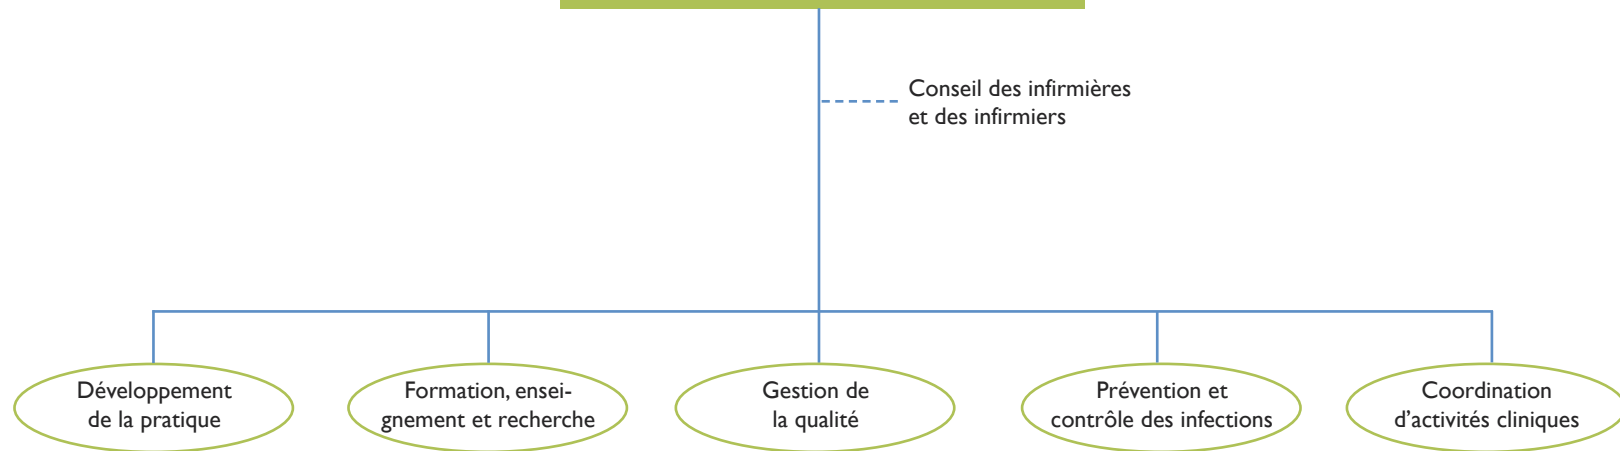 Conseil des infirmières
et des infirmiers
Développement
de la pratique
Formation, ensei-
gnement et recherche
Gestion de
la qualité
Prévention et
contrôle des infections
Coordination
d'activités cliniques